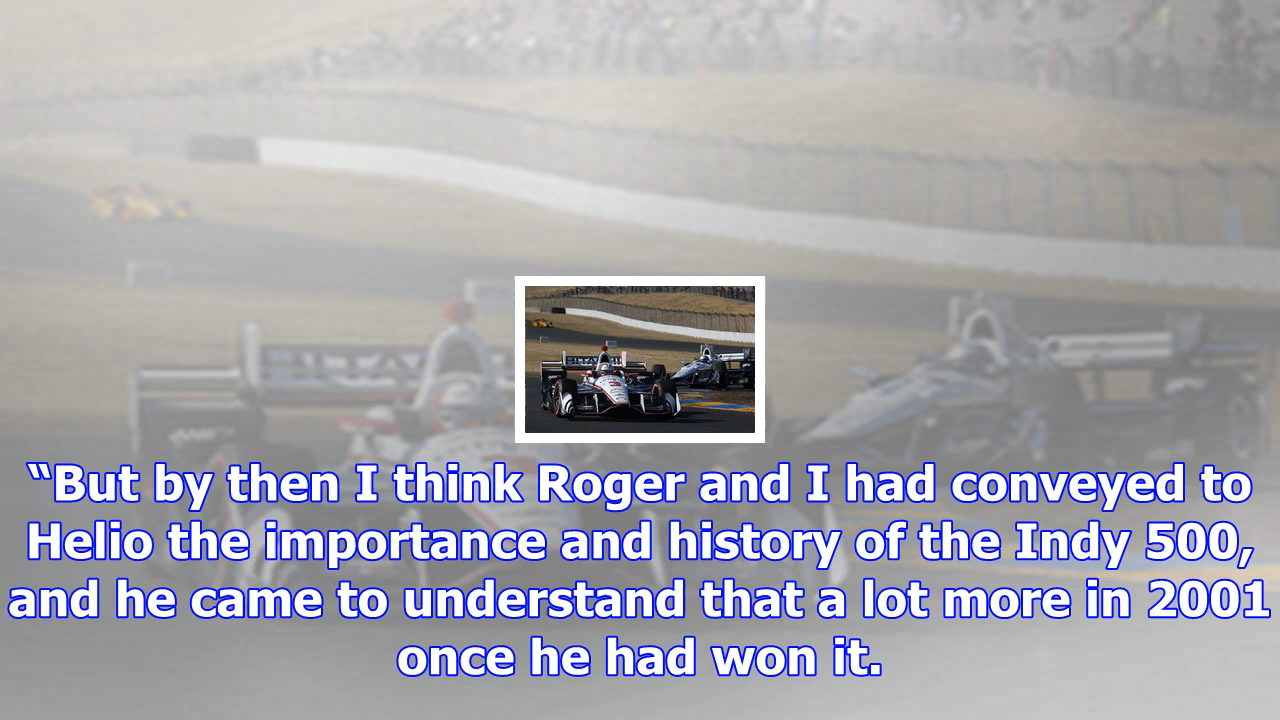 “But by then I think Roger and I had conveyed to
Helio the importance and history of the Indy 500,
and he came to understand that a lot more in 2001
once he had won it.